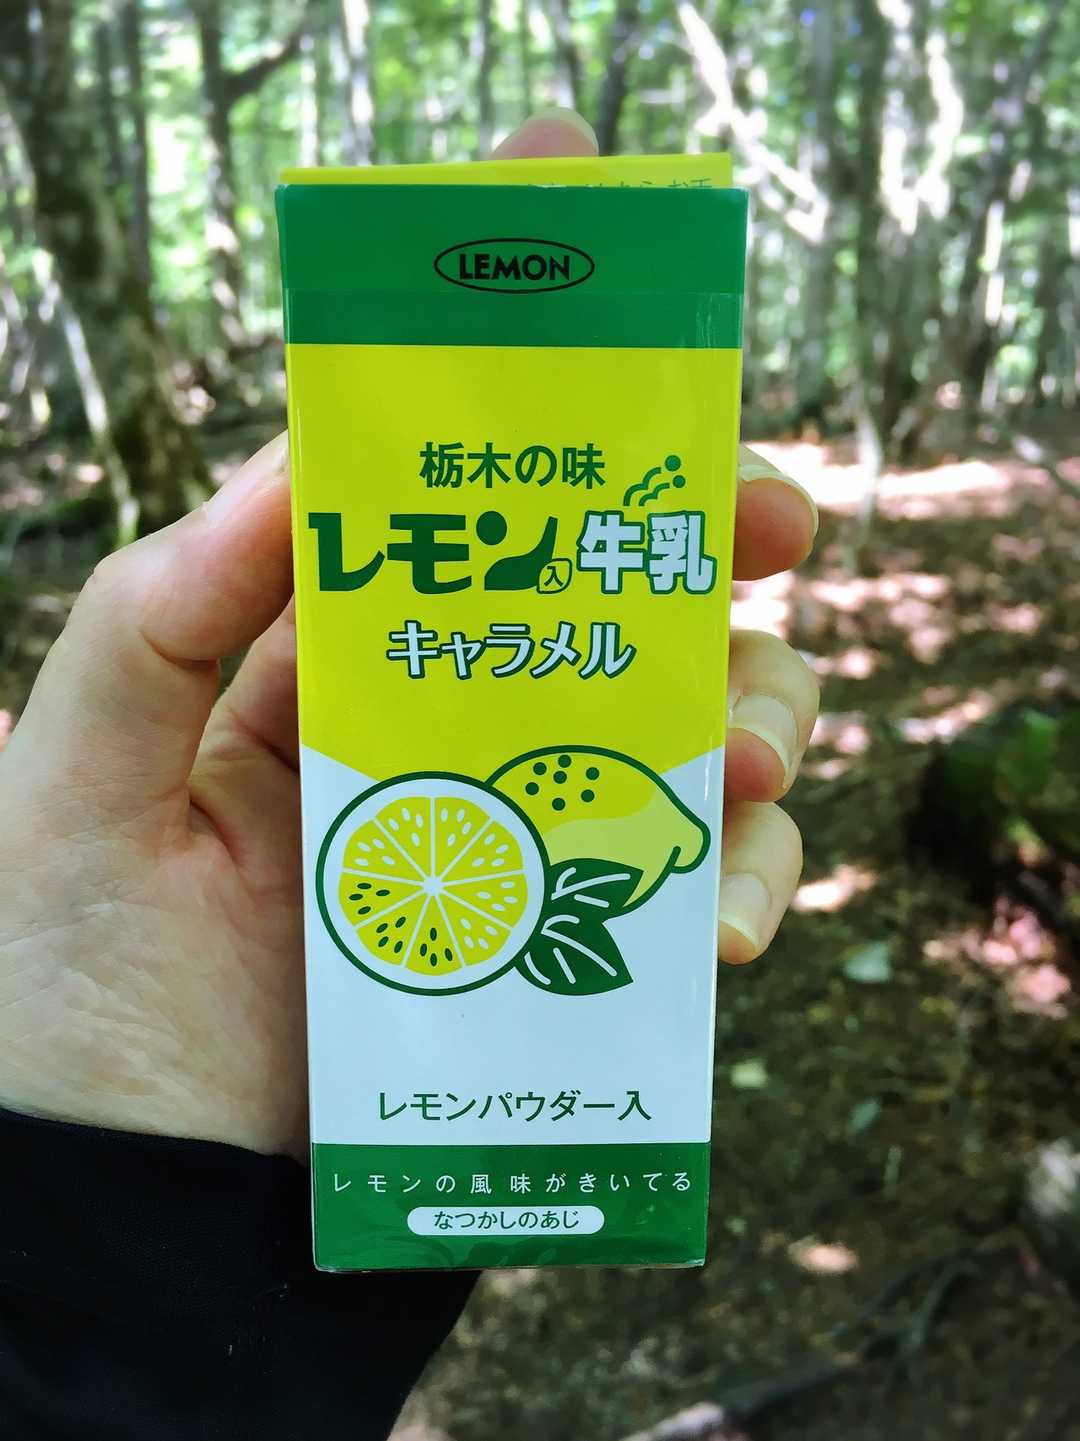 LEMON
栃木の味
レモン入牛乳
キャラメル
レモンパウダー入
レモンの風味がきいてる
なつかしのあじ